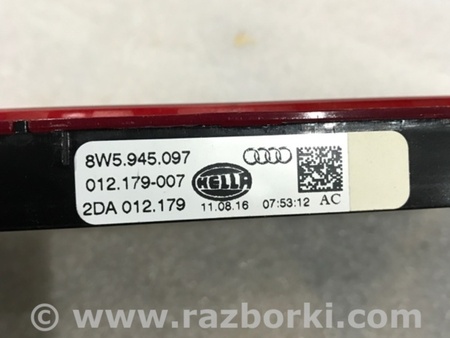 8W5.945.097
012.179-007
HELLA
2DA 012.179
11.08.16
07:53:12
AC
© www.razborki.com